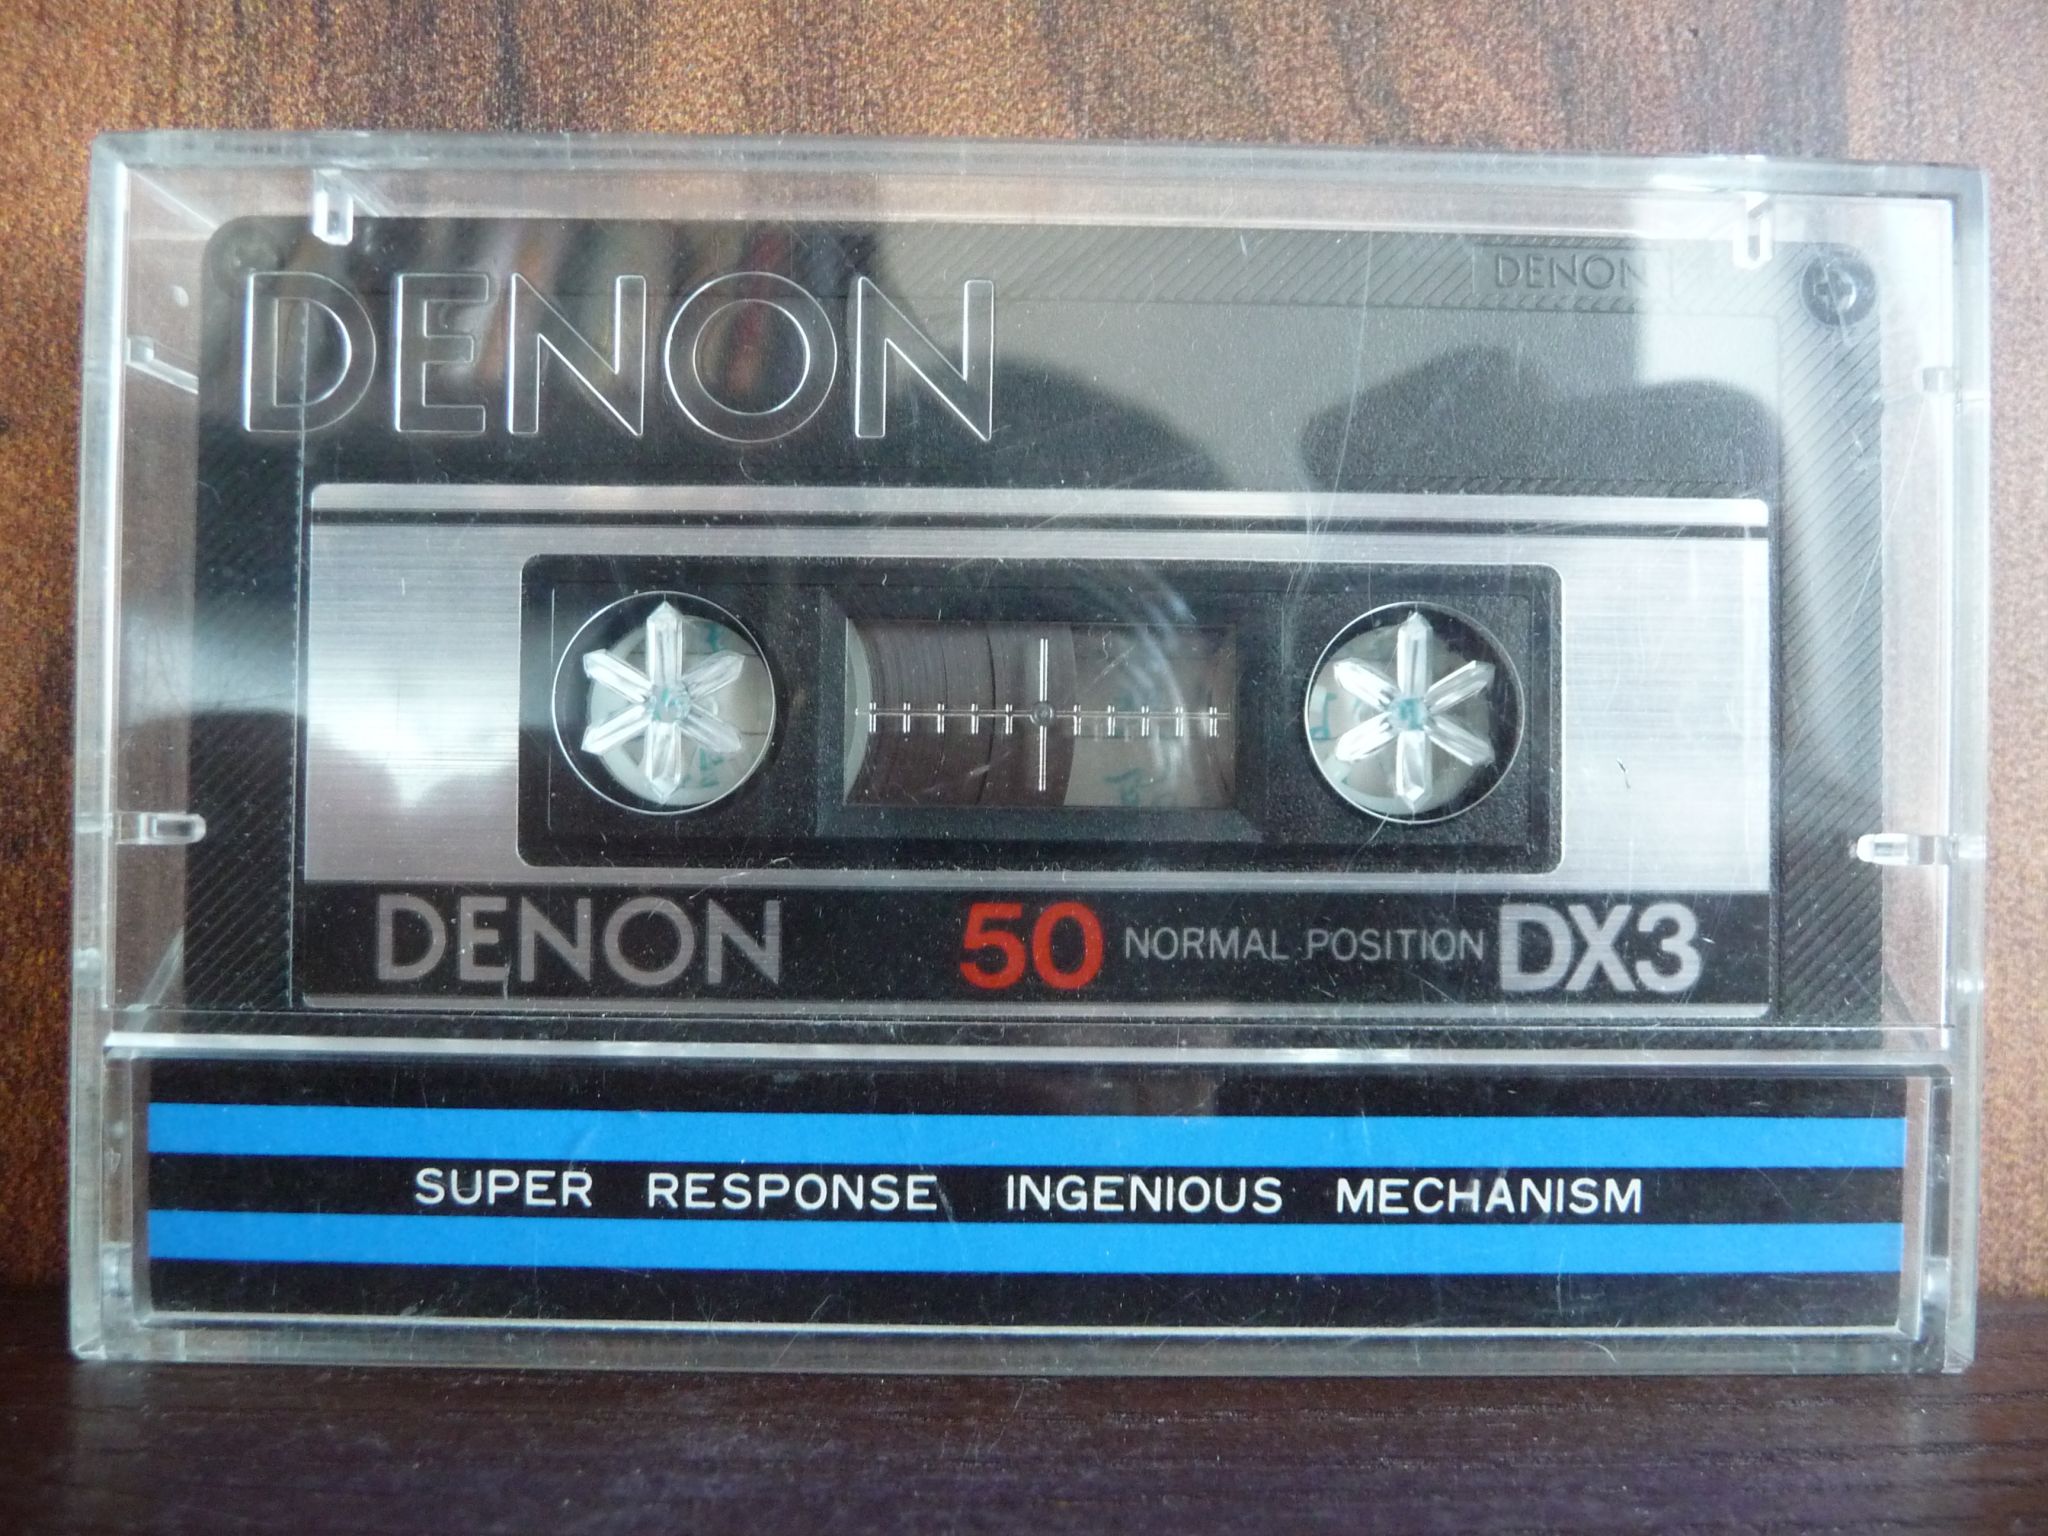 DENON
DENON
DENON 50 NORMAL POSITION DX3
SUPER RESPONSE INGENIOUS MECHANISM